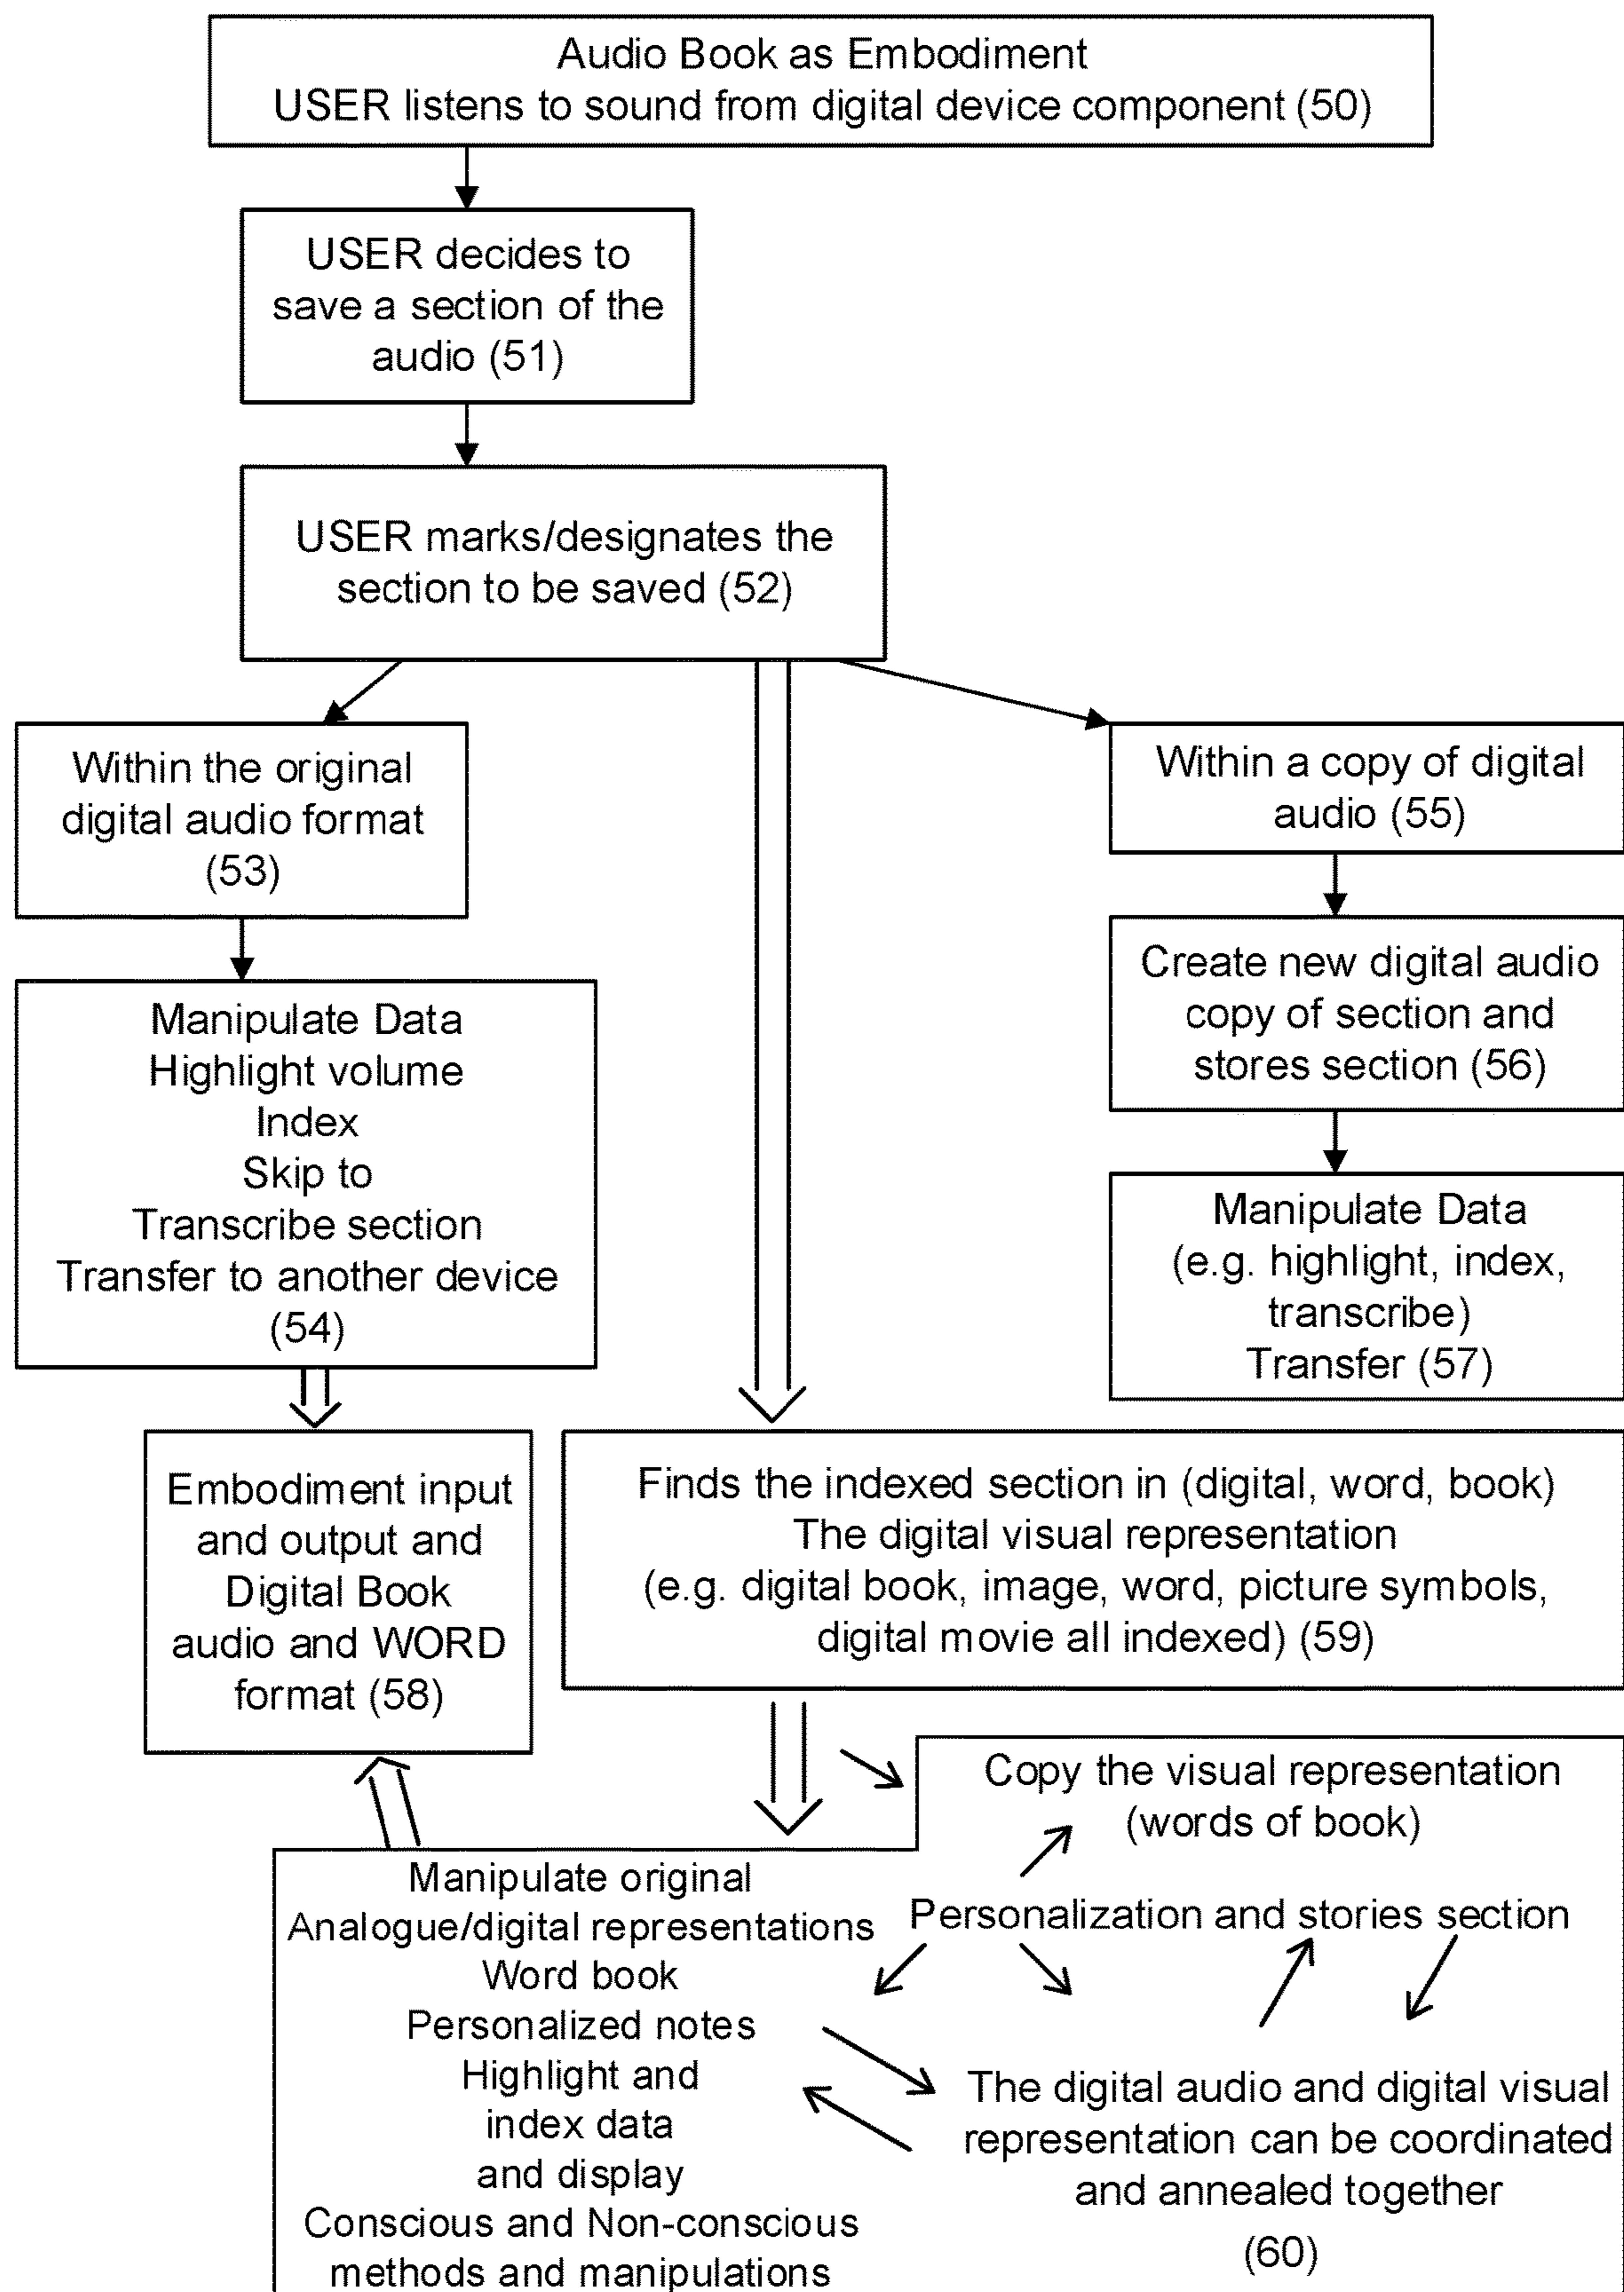 Audio Book as Embodiment
USER listens to sound from digital device component (50)
USER decides to
save a section of the
audio (51)
USER marks/designates the
section to be saved (52)
Within the original
digital audio format
(53)
Within a copy of digital
audio (55)
Manipulate Data
Highlight volume
Index
Skip to
Transcribe section
Transfer to another device
(54)
Create new digital audio
copy of section and
stores section (56)
Manipulate Data
(e.g. highlight, index,
transcribe)
Transfer (57)
Embodiment input
and output and
Digital Book
audio and WORD
format (58)
Finds the indexed section in (digital, word, book)
The digital visual representation
(e.g. digital book, image, word, picture symbols,
digital movie all indexed) (59)
Copy the visual representation
(words of book)
Personalization and stories section
The digital audio and digital visual
representation can be coordinated
and annealed together
(60)
Manipulate original
Analogue/digital representations
Word book
Personalized notes
Highlight and
index data
and display
Conscious and Non-conscious
methods and manipulations